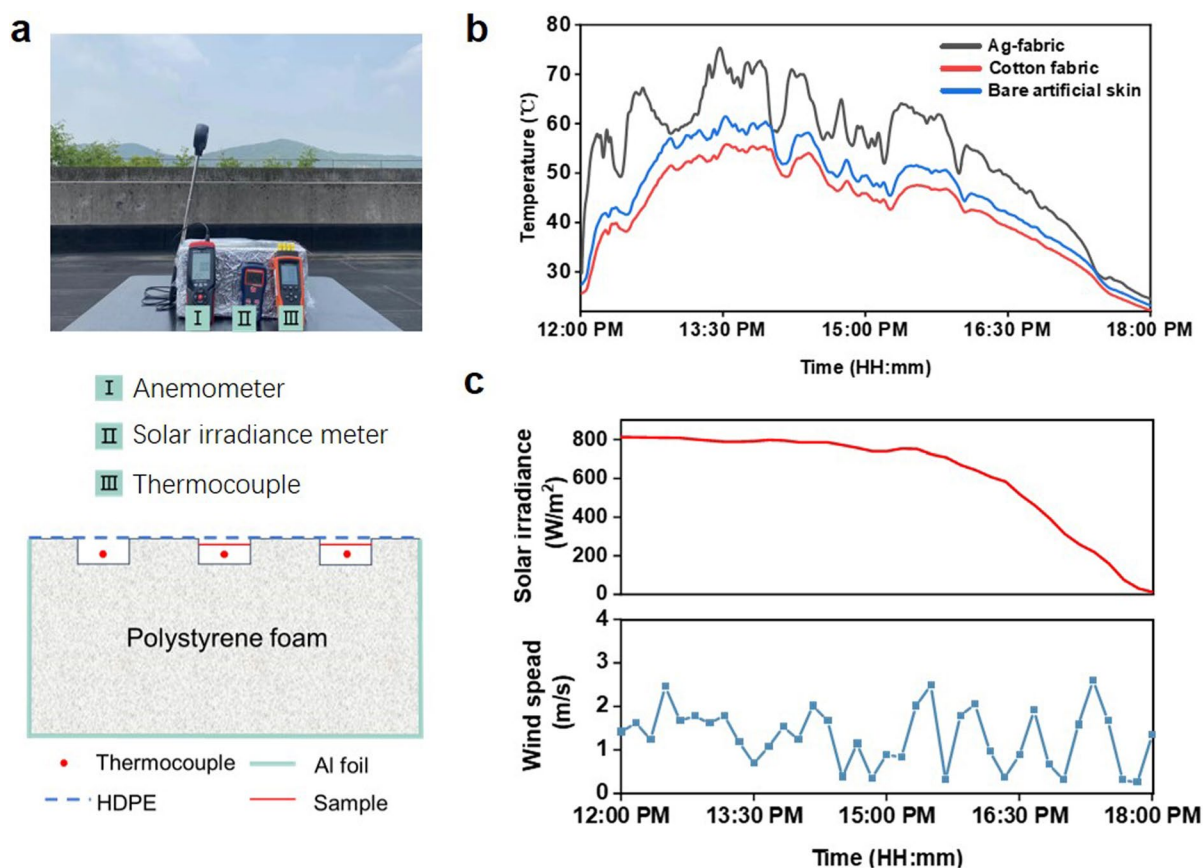 a
I
II
III
I Anemometer
II Solar irradiance meter
III Thermocouple
Polystyrene foam
Thermocouple
Al foil
HDPE
Sample
b
Temperature (℃)
80
70
60
50
40
30
Ag-fabric
Cotton fabric
Bare artificial skin
12:00 PM 13:30 PM 15:00 PM 16:30 PM 18:00 PM
Time (HH:mm)
c
Solar irradiance
(W/m²)
800
600
400
200
0
Wind spead
(m/s)
4
3
2
1
0
12:00 PM 13:30 PM 15:00 PM 16:30 PM 18:00 PM
Time (HH:mm)